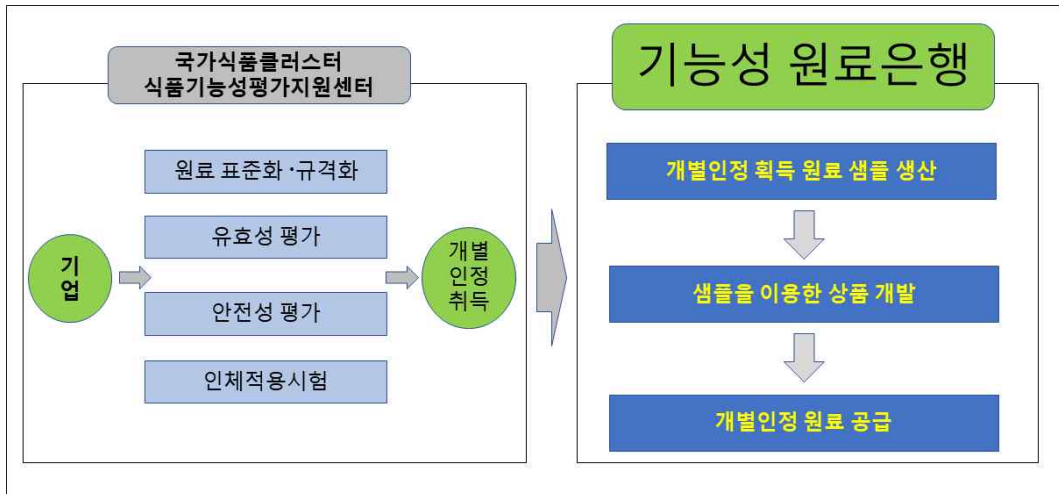 국가식품클러스터
식품기능성평가지원센터
원료 표준화·규격화
유효성 평가
안전성 평가
인체적용시험
기
업
개별
인정
취득
기능성 원료은행
개별인정 획득 원료 샘플 생산
샘플을 이용한 상품 개발
개별인정 원료 공급